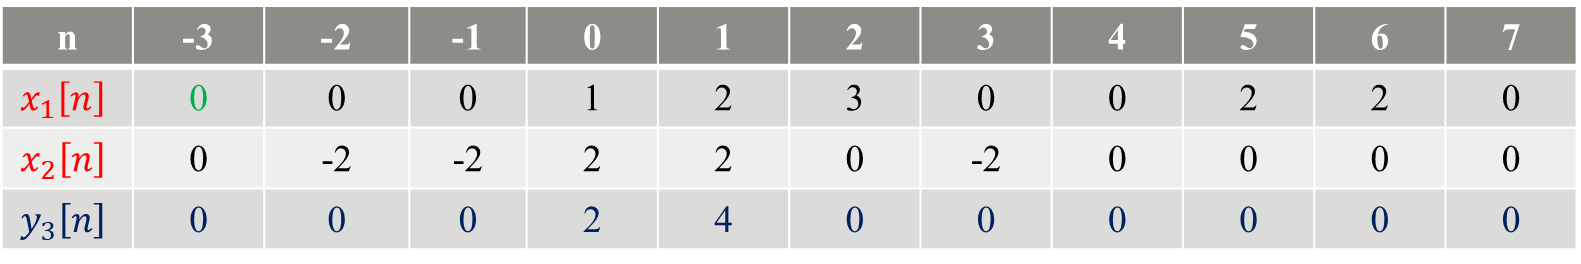 n -3 -2 -1 0 1 2 3 4 5 6 7
x₁[n] 0 0 0 1 2 3 0 0 2 2 0
x₂[n] 0 -2 -2 2 2 0 -2 0 0 0 0
y₃[n] 0 0 0 2 4 0 0 0 0 0 0